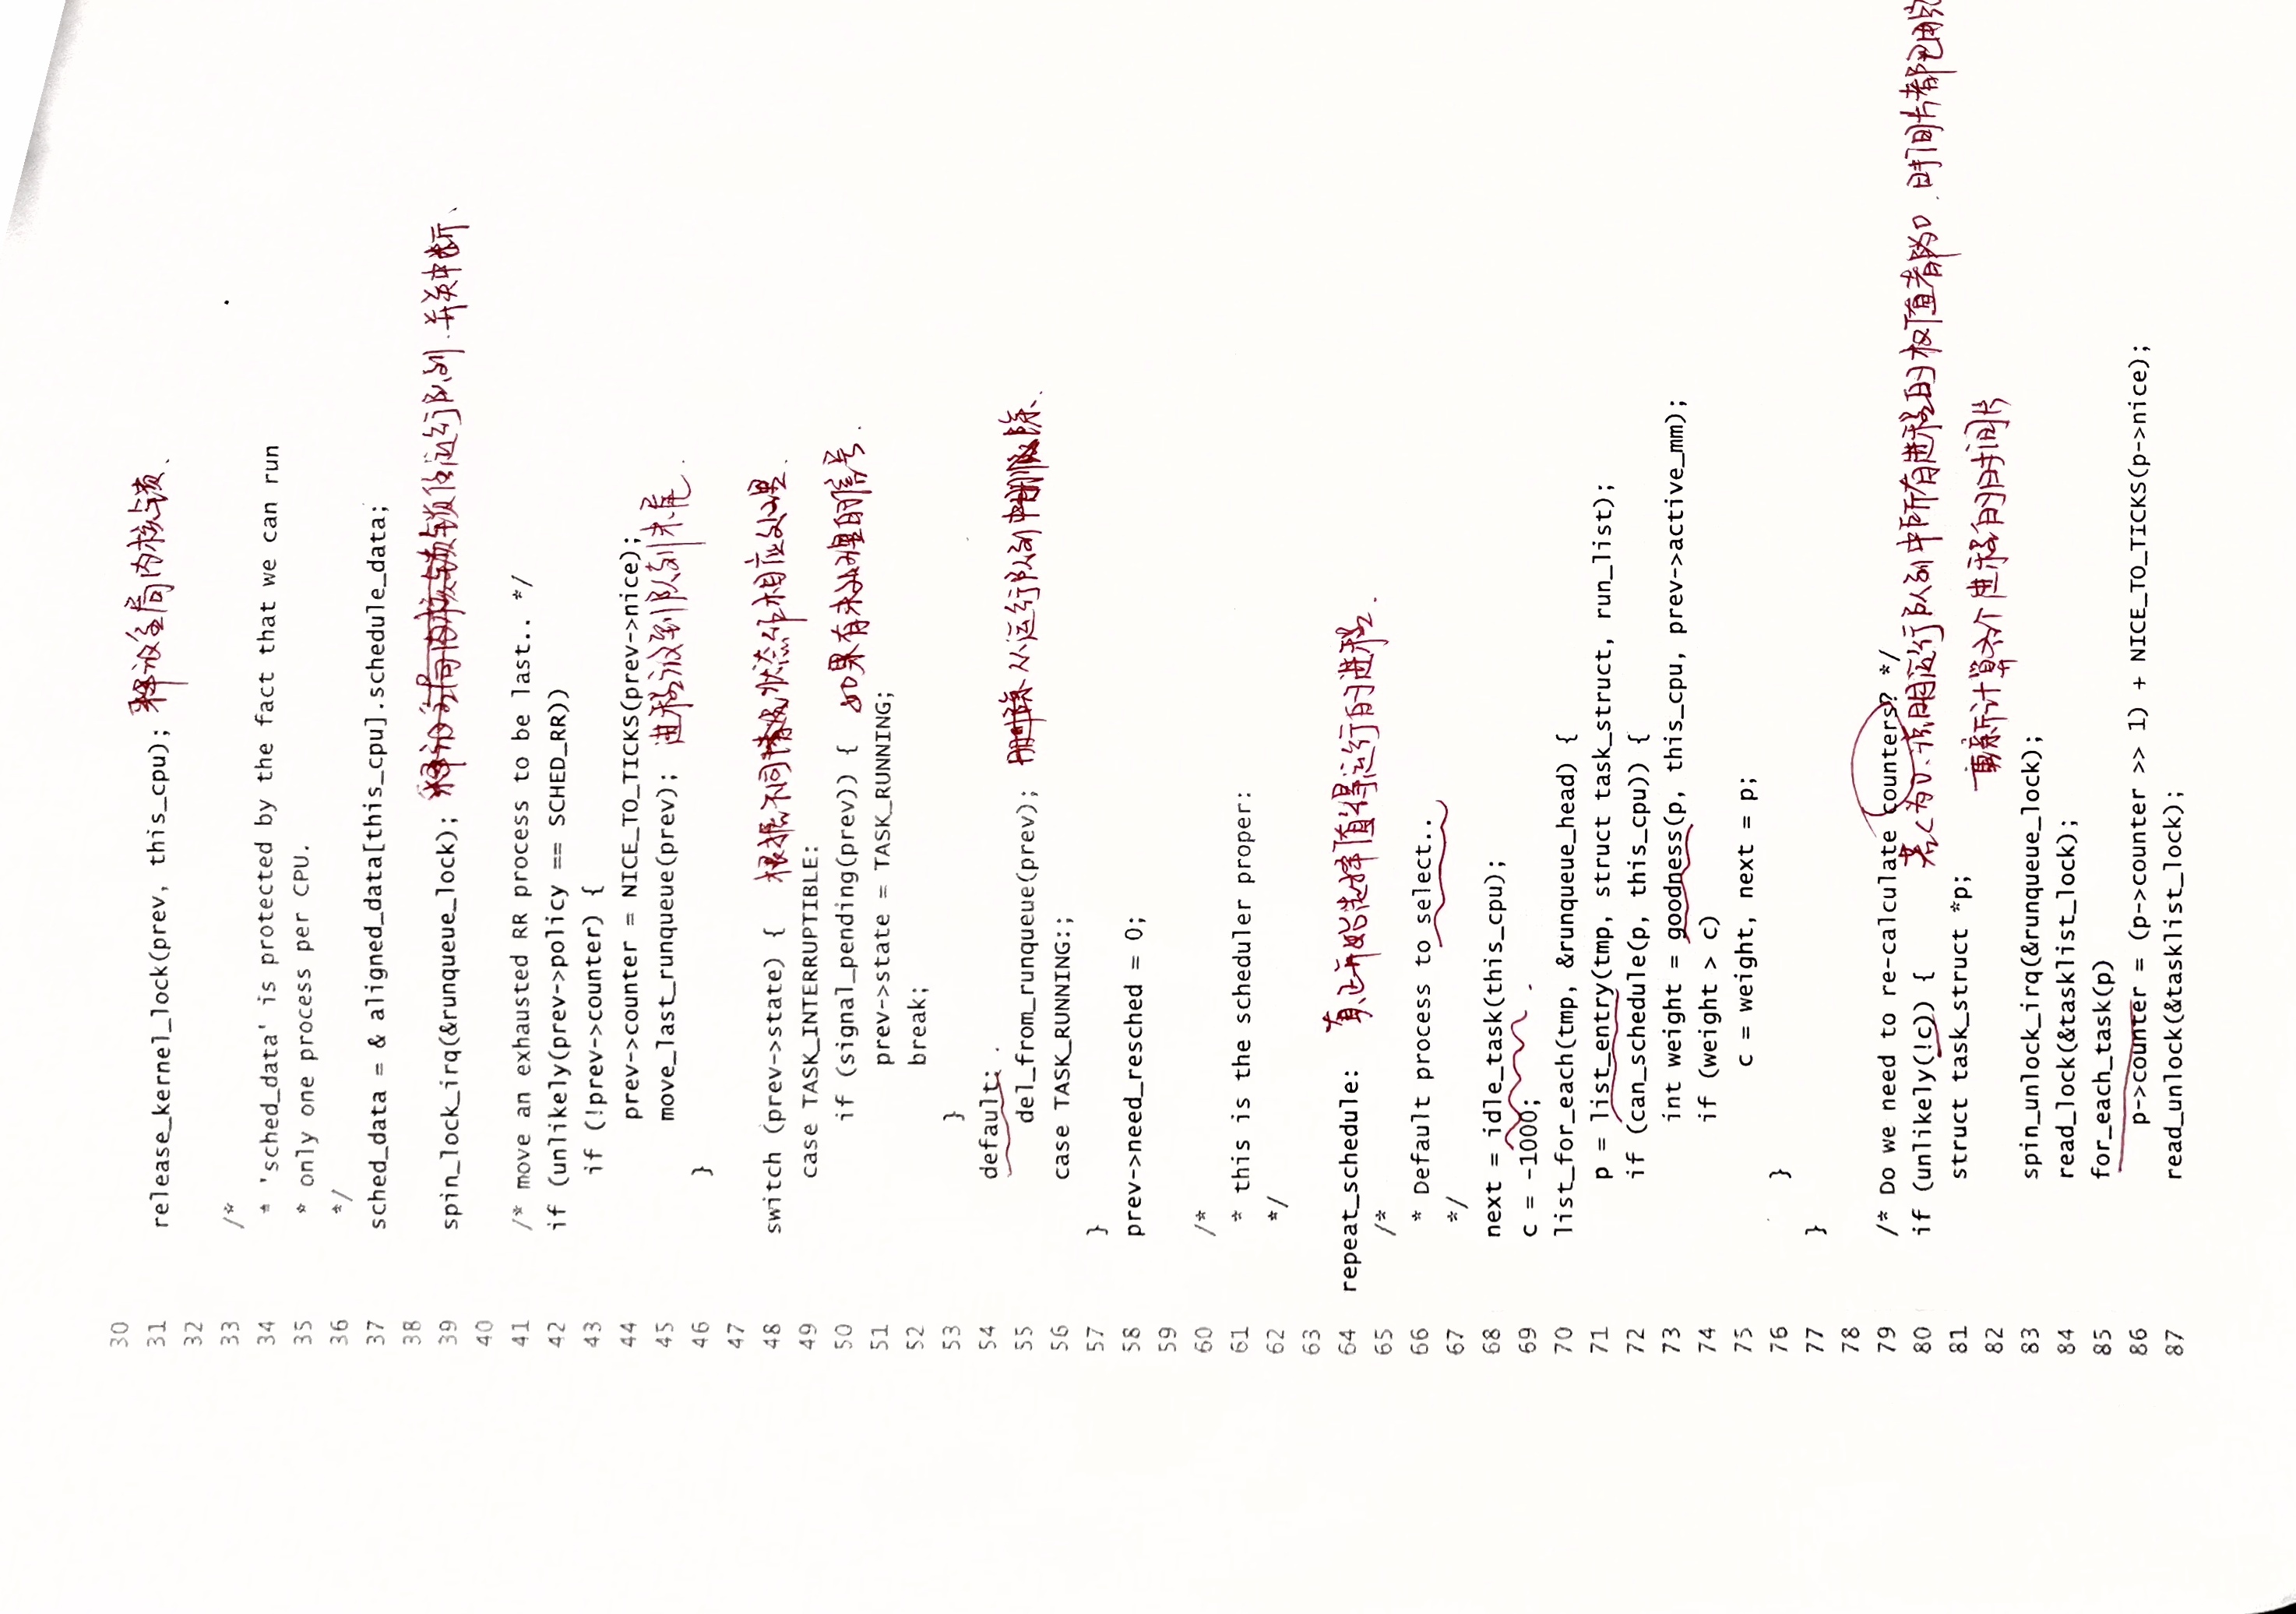 30
31 release_kernel_lock(prev, this_cpu); 释放全局内核锁.
32
33 /*
34 * 'sched_data' is protected by the fact that we can run
35 * only one process per CPU.
36 */
37 sched_data = & aligned_data[this_cpu].schedule_data;
38
39 spin_lock_irq(&runqueue_lock); 释放全局内核锁锁住运行队列.并关中断、
40
41 /* move an exhausted RR process to be last.. */
42 if (unlikely(prev->policy == SCHED_RR))
43 if (!prev->counter) {
44 prev->counter = NICE_TO_TICKS(prev->nice);
45 move_last_runqueue(prev); 进程放到队列末尾.
46 }
47
48 switch (prev->state) { 根据不同情况状态作相应处理.
49 case TASK_INTERRUPTIBLE:
50 if (signal_pending(prev)) { 如果有未处理的信号.
51 prev->state = TASK_RUNNING;
52 break;
53 }
54 default:
55 del_from_runqueue(prev); 删除 从运行队列中删除、
56 case TASK_RUNNING:;
57 }
58 prev->need_resched = 0;
59
60 /*
61 * this is the scheduler proper:
62 */
63
64 repeat_schedule: 真正开始选择值得运行的进程.
65 /*
66 * Default process to select..
67 */
68 next = idle_task(this_cpu);
69 c = -1000;
70 list_for_each(tmp, &runqueue_head) {
71 p = list_entry(tmp, struct task_struct, run_list);
72 if (can_schedule(p, this_cpu)) {
73 int weight = goodness(p, this_cpu, prev->active_mm);
74 if (weight > c)
75 c = weight, next = p;
76 }
77 }
78
79 /* Do we need to re-calculate counters? */
80 if (unlikely(!c)) { 若c为0、说明运行队列中所有进程的权值都为0.时间片都已用完
81 struct task_struct *p;
82 重新计算各个进程的时间片
83 spin_unlock_irq(&runqueue_lock);
84 read_lock(&tasklist_lock);
85 for_each_task(p)
86 p->counter = (p->counter >> 1) + NICE_TO_TICKS(p->nice);
87 read_unlock(&tasklist_lock);